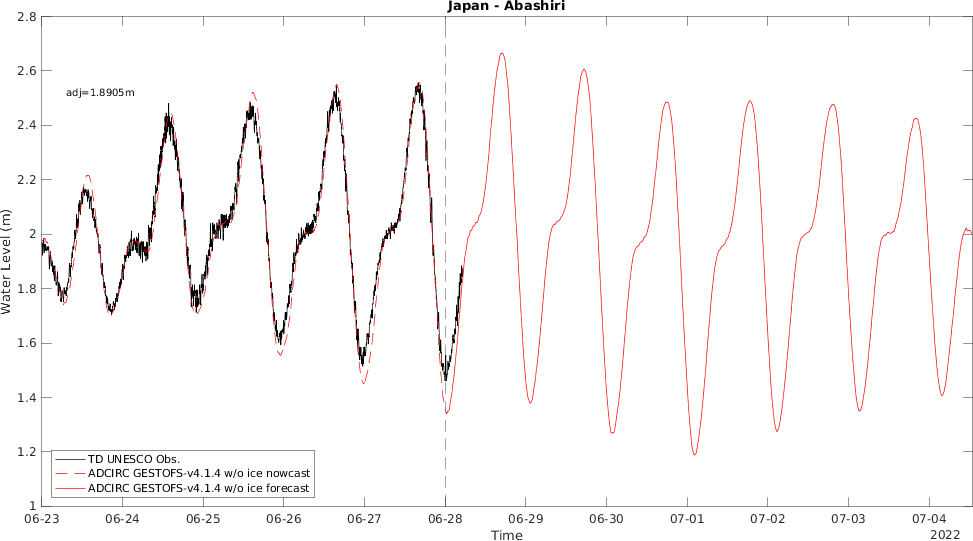 Japan - Abashiri
2.8
2.6
2.4
2.2
2
1.8
1.6
1.4
1.2
1
Water Level (m)
adj=1.8905m
TD UNESCO Obs.
ADCIRC GESTOFS-v4.1.4 w/o ice nowcast
ADCIRC GESTOFS-v4.1.4 w/o ice forecast
06-23 06-24 06-25 06-26 06-27 06-28 06-29 06-30 07-01 07-02 07-03 07-04
2022
Time